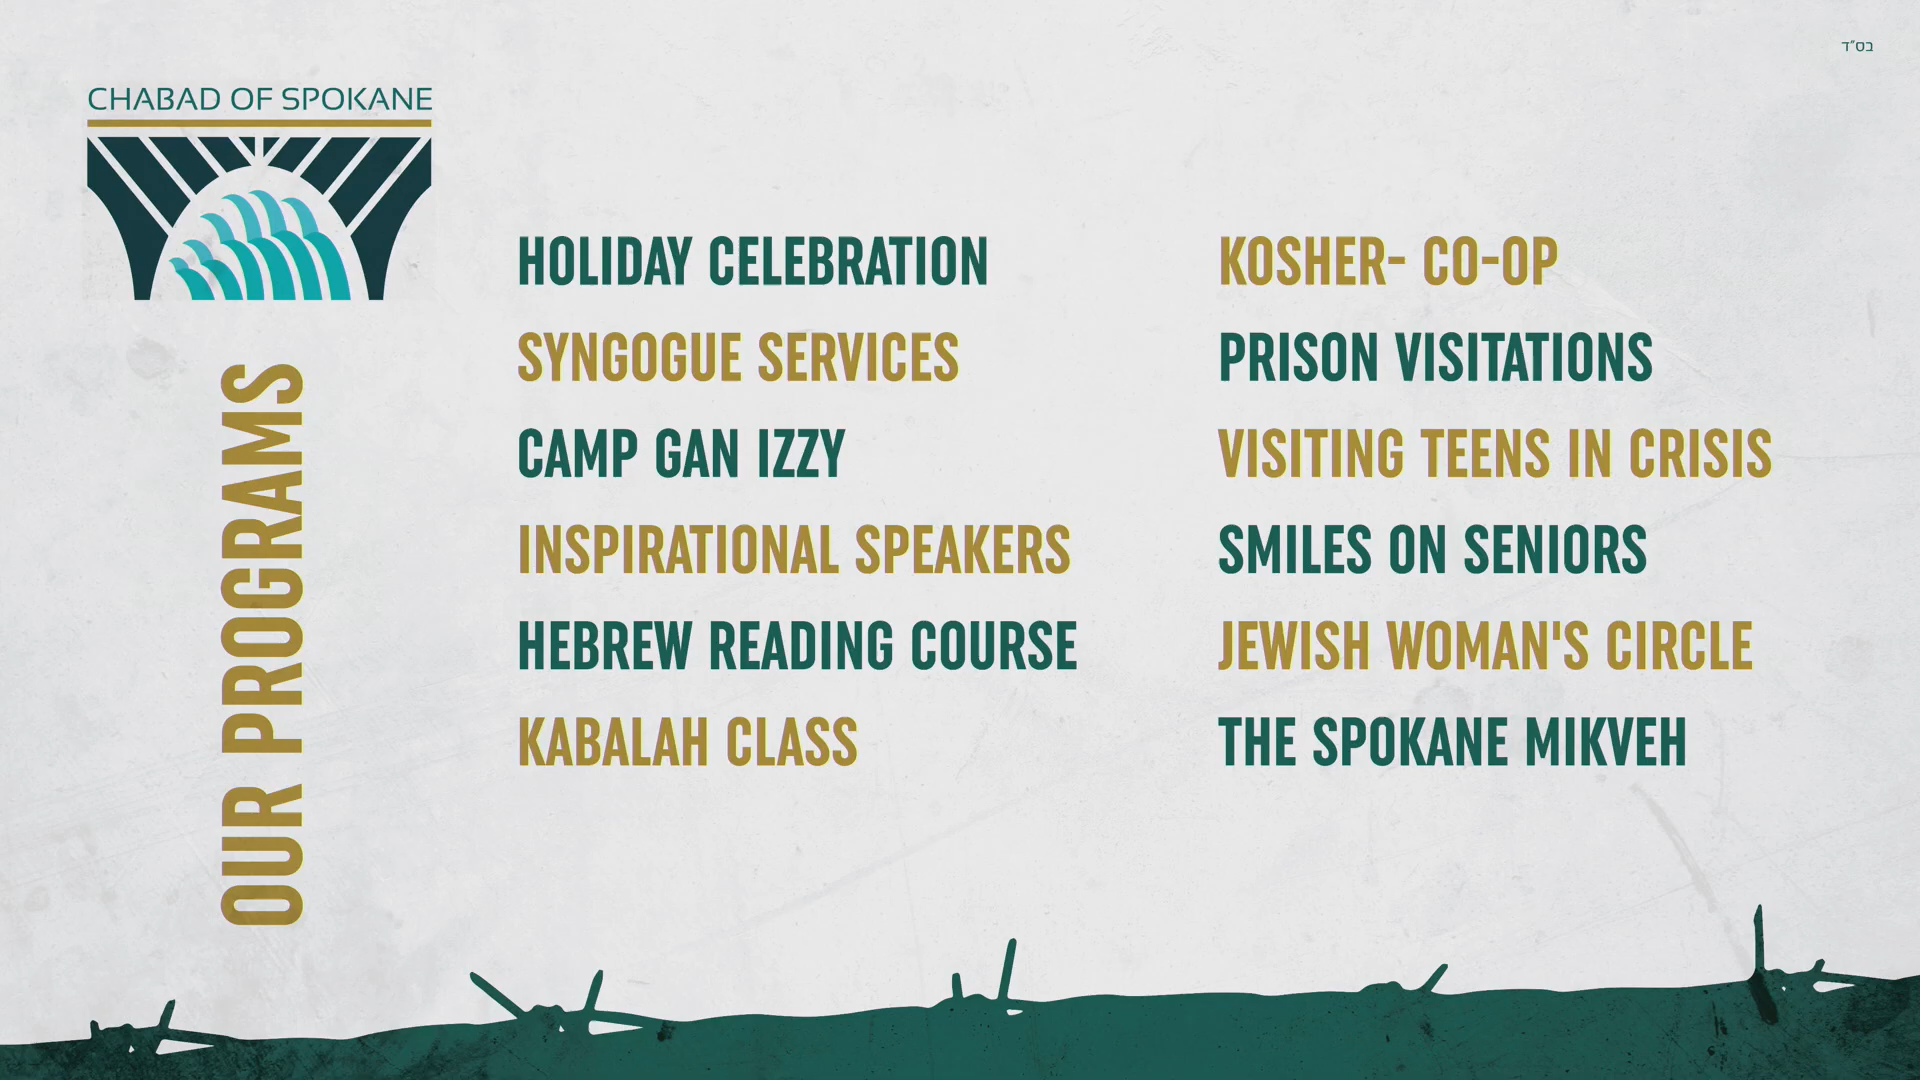 בס"ד
CHABAD OF SPOKANE
OUR PROGRAMS
HOLIDAY CELEBRATION
SYNGOGUE SERVICES
CAMP GAN IZZY
INSPIRATIONAL SPEAKERS
HEBREW READING COURSE
KABALAH CLASS
KOSHER- CO-OP
PRISON VISITATIONS
VISITING TEENS IN CRISIS
SMILES ON SENIORS
JEWISH WOMAN'S CIRCLE
THE SPOKANE MIKVEH